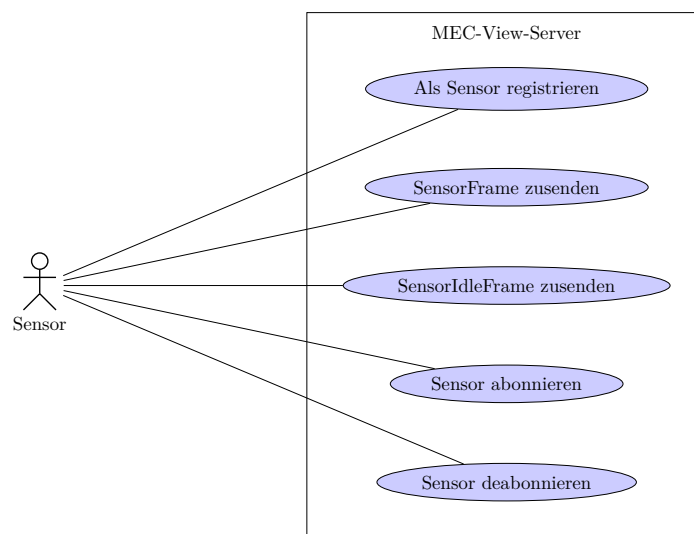 MEC-View-Server
Als Sensor registrieren
SensorFrame zusenden
SensorIdleFrame zusenden
Sensor
Sensor abonnieren
Sensor deabonnieren